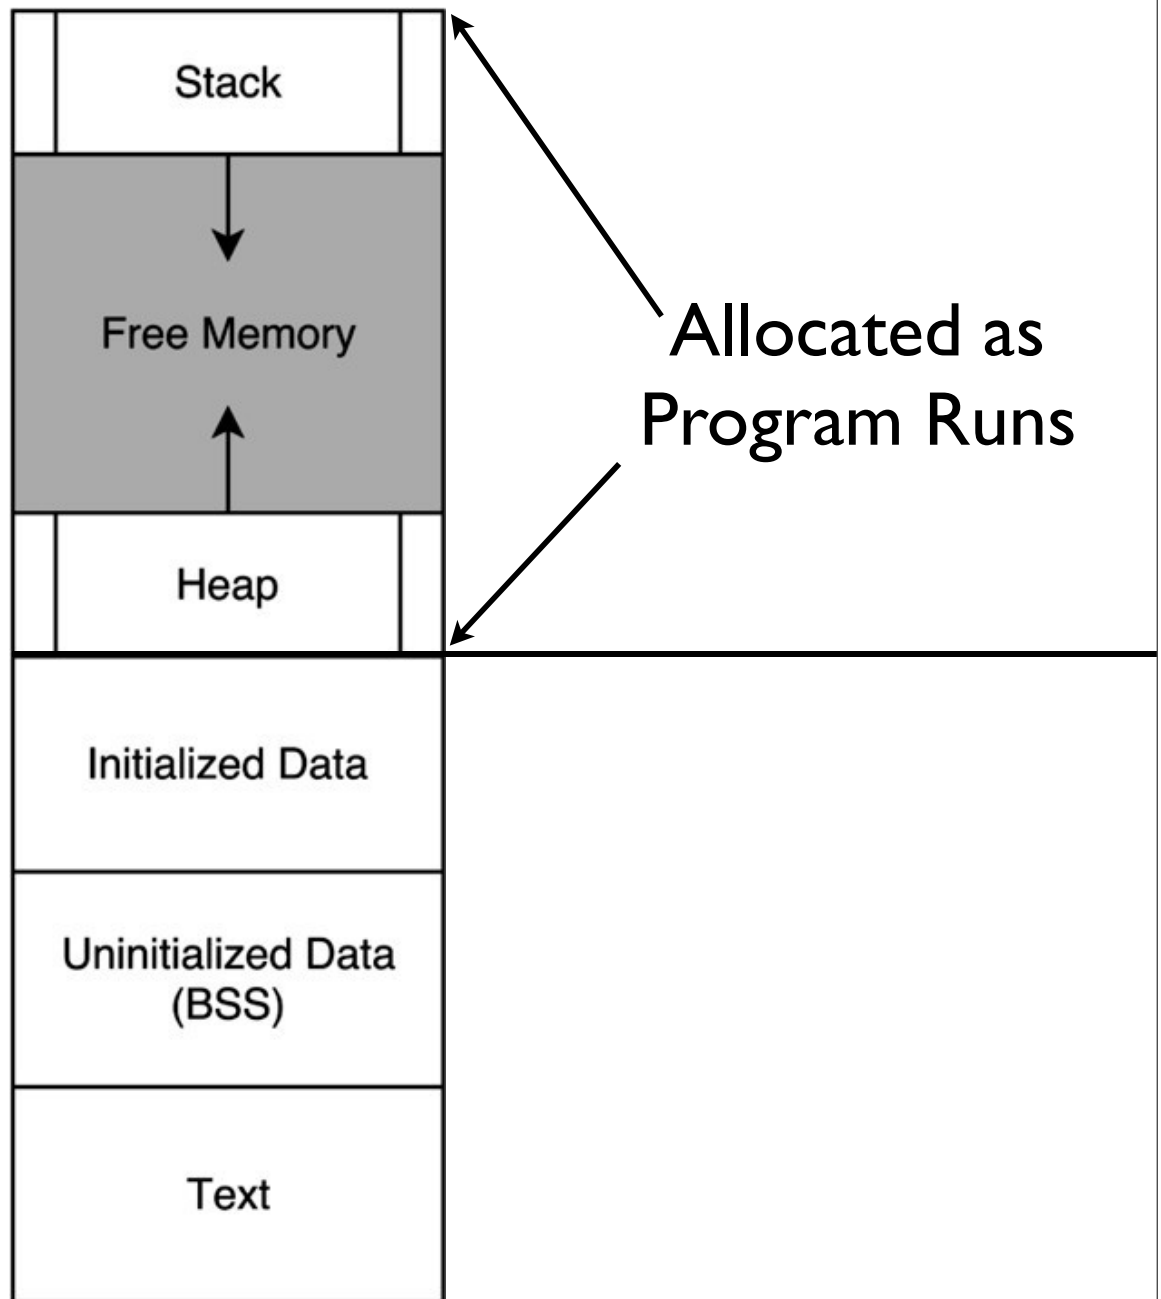 Stack
Free Memory
Allocated as
Program Runs
Heap
Initialized Data
Uninitialized Data
(BSS)
Text